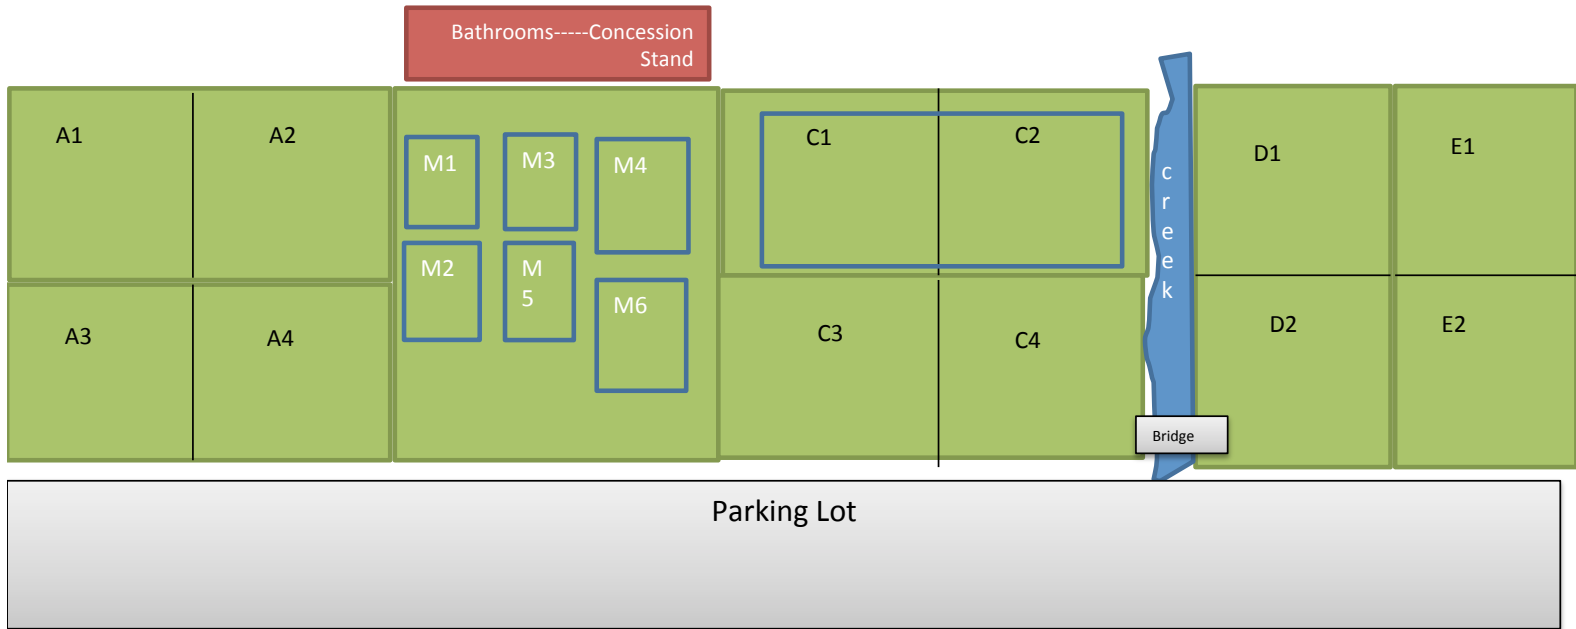 Bathrooms-----Concession
Stand
A1
A2
M1
M3
M4
C1
C2
D1
E1
M2
M
5
M6
A3
A4
C3
C4
c
r
e
e
k
D2
E2
Bridge
Parking Lot